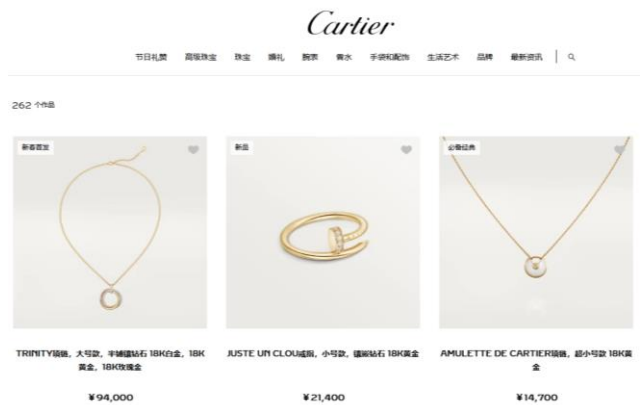 Cartier
节日礼赞 高级珠宝 珠宝 婚礼 腕表 香水 手袋和配饰 生活艺术 品牌 最新资讯
262 个作品
新春首发 新品 必备经典
TRINITY项链，大号款，半铺镶钻石 18K白金，18K
黄金，18K玫瑰金
JUSTE UN CLOU戒指，小号款，镶嵌钻石 18K黄金
AMULETTE DE CARTIER项链，超小号款 18K黄
金
¥94,000 ¥21,400 ¥14,700